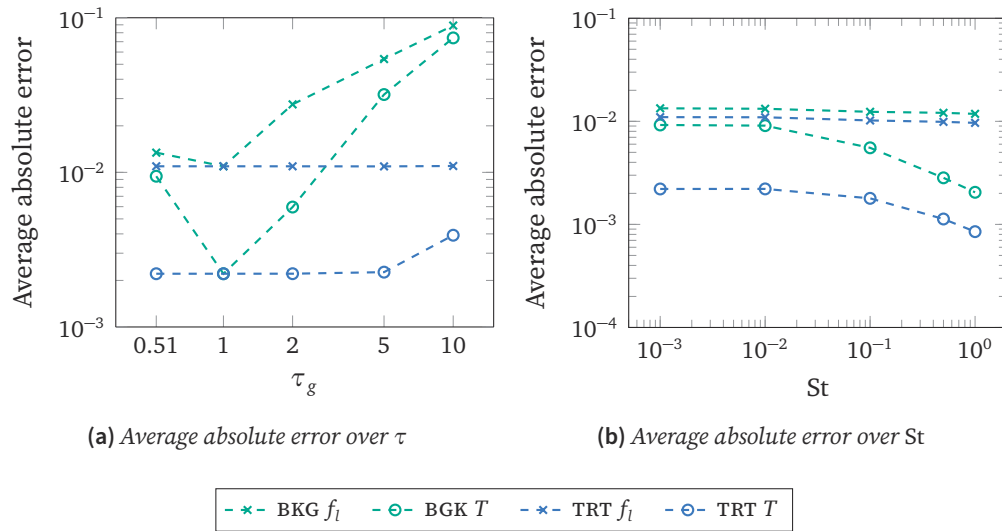 10⁻¹
10⁻²
10⁻³
Average absolute error
0.51 1 2 5 10
τ_g
(a) Average absolute error over τ
10⁻¹
10⁻²
10⁻³
10⁻⁴
Average absolute error
10⁻³ 10⁻² 10⁻¹ 10⁰
St
(b) Average absolute error over St
BKG f_l BGK T TRT f_l TRT T